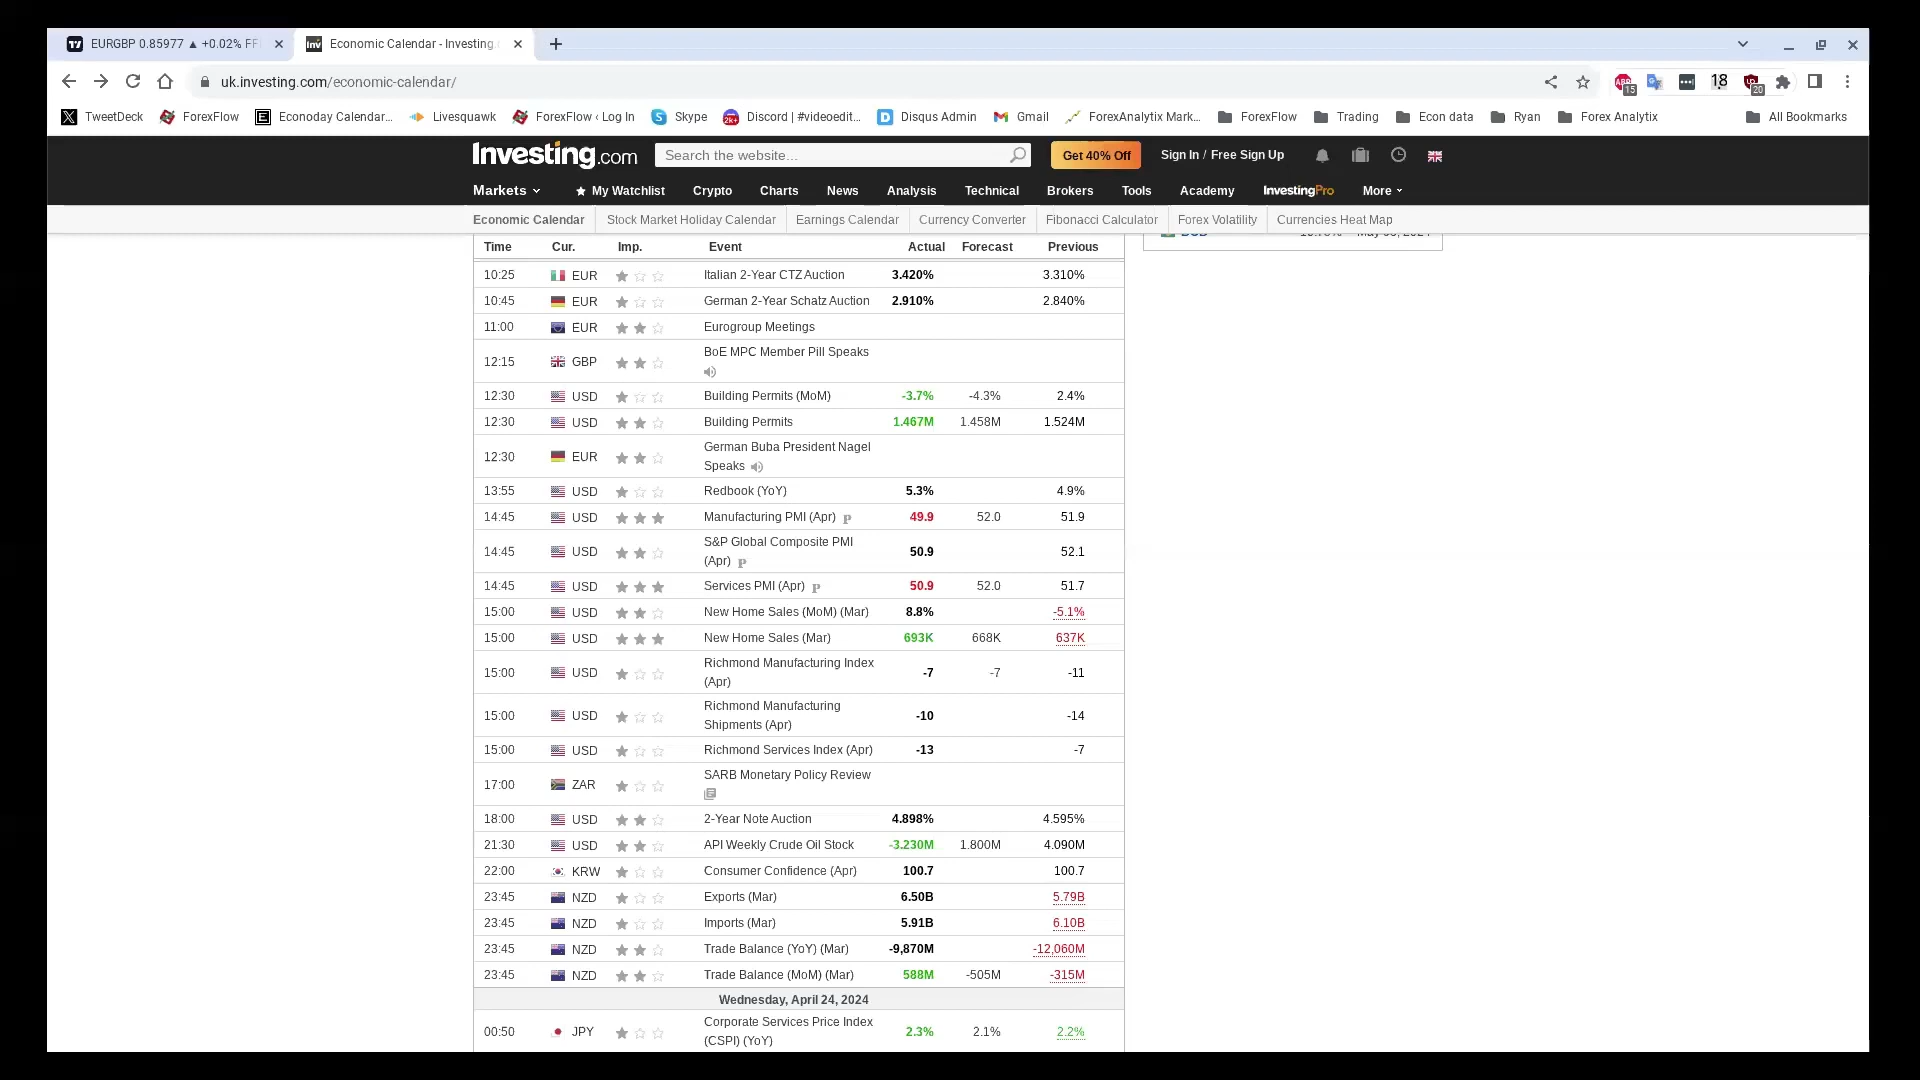 EURGBP 0.85977 ▲ +0.02% FF
Economic Calendar - Investing.
uk.investing.com/economic-calendar/
15
18
20
TweetDeck
ForexFlow
Econoday Calendar...
Livesquawk
ForexFlow ‹ Log In
Skype
Discord | #videoedit...
Disqus Admin
Gmail
ForexAnalytix Mark...
ForexFlow
Trading
Econ data
Ryan
Forex Analytix
All Bookmarks
Investing.com
Search the website...
Get 40% Off
Sign In / Free Sign Up
Markets
My Watchlist
Crypto
Charts
News
Analysis
Technical
Brokers
Tools
Academy
InvestingPro
More
Economic Calendar
Stock Market Holiday Calendar
Earnings Calendar
Currency Converter
Fibonacci Calculator
Forex Volatility
Currencies Heat Map
Time Cur. Imp. Event Actual Forecast Previous
10:25 EUR Italian 2-Year CTZ Auction 3.420% 3.310%
10:45 EUR German 2-Year Schatz Auction 2.910% 2.840%
11:00 EUR Eurogroup Meetings
12:15 GBP BoE MPC Member Pill Speaks
12:30 USD Building Permits (MoM) -3.7% -4.3% 2.4%
12:30 USD Building Permits 1.467M 1.458M 1.524M
12:30 EUR German Buba President Nagel
Speaks
13:55 USD Redbook (YoY) 5.3% 4.9%
14:45 USD Manufacturing PMI (Apr) P 49.9 52.0 51.9
14:45 USD S&P Global Composite PMI
(Apr) P 50.9 52.1
14:45 USD Services PMI (Apr) P 50.9 52.0 51.7
15:00 USD New Home Sales (MoM) (Mar) 8.8% -5.1%
15:00 USD New Home Sales (Mar) 693K 668K 637K
15:00 USD Richmond Manufacturing Index
(Apr) -7 -7 -11
15:00 USD Richmond Manufacturing
Shipments (Apr) -10 -14
15:00 USD Richmond Services Index (Apr) -13 -7
17:00 ZAR SARB Monetary Policy Review
18:00 USD 2-Year Note Auction 4.898% 4.595%
21:30 USD API Weekly Crude Oil Stock -3.230M 1.800M 4.090M
22:00 KRW Consumer Confidence (Apr) 100.7 100.7
23:45 NZD Exports (Mar) 6.50B 5.79B
23:45 NZD Imports (Mar) 5.91B 6.10B
23:45 NZD Trade Balance (YoY) (Mar) -9,870M -12,060M
23:45 NZD Trade Balance (MoM) (Mar) 588M -505M -315M
Wednesday, April 24, 2024
00:50 JPY Corporate Services Price Index
(CSPI) (YoY) 2.3% 2.1% 2.2%